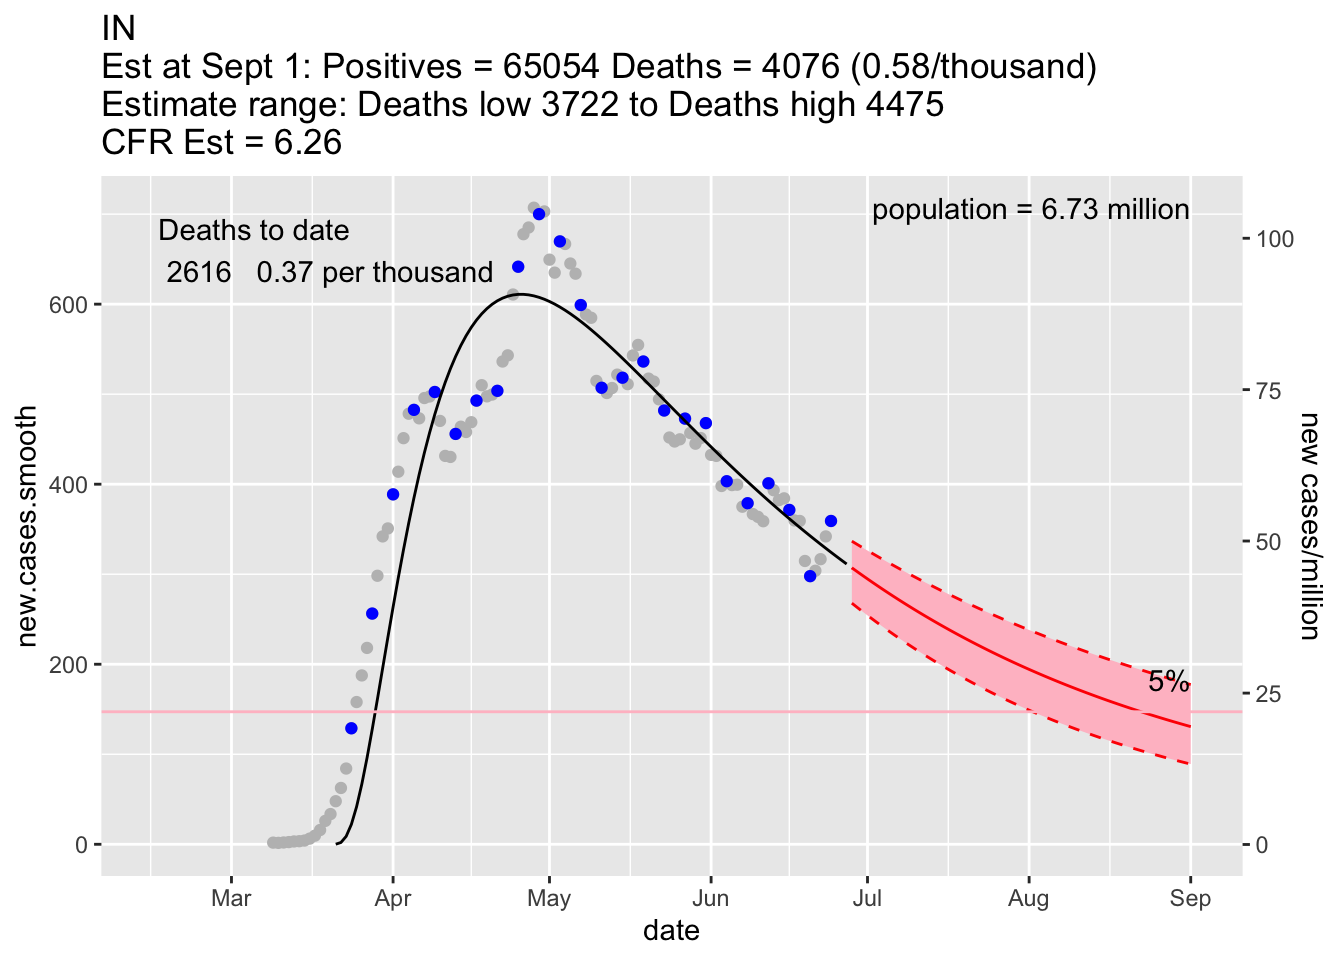 IN
Est at Sept 1: Positives = 65054 Deaths = 4076 (0.58/thousand)
Estimate range: Deaths low 3722 to Deaths high 4475
CFR Est = 6.26
population = 6.73 million
Deaths to date
2616 0.37 per thousand
5%
new.cases.smooth
600
400
200
0
100
75
50
25
0
new cases/million
Mar Apr May Jun Jul Aug Sep
date